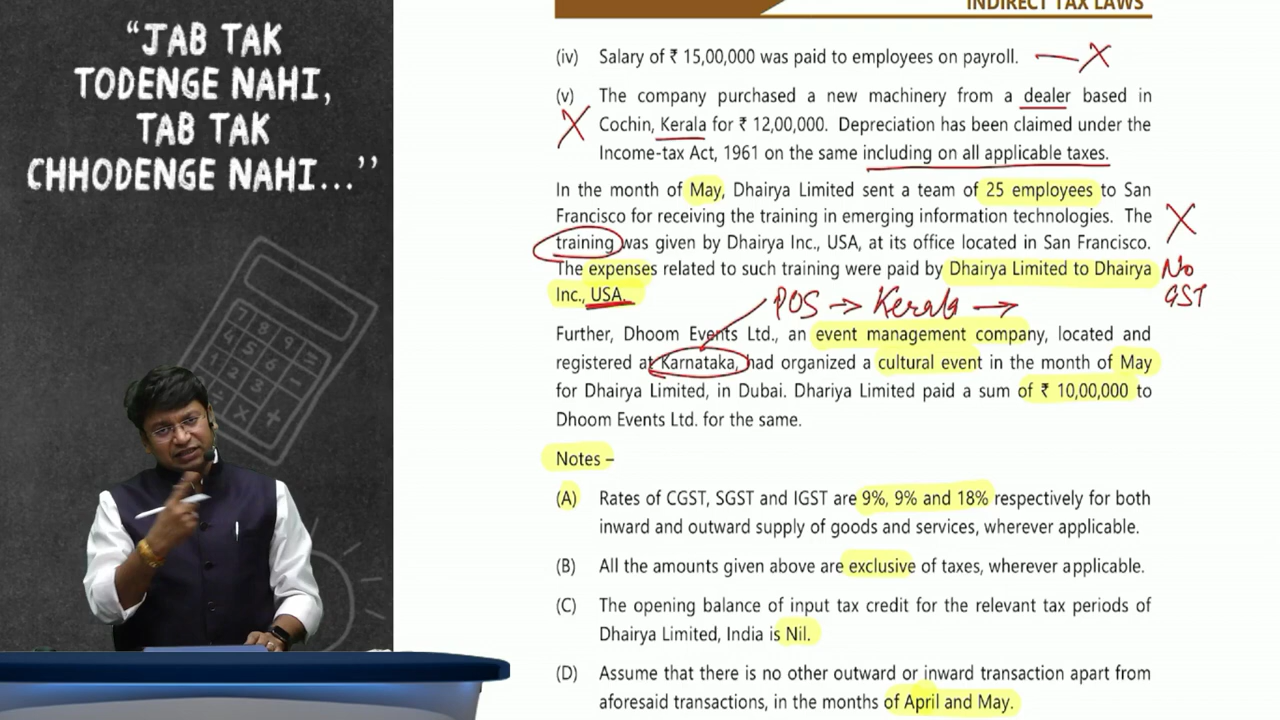 “JAB TAK
TODENGE NAHI,
TAB TAK
CHHODENGE NAHI...’’
INDIRECT TAX LAWS
(iv) Salary of ₹ 15,00,000 was paid to employees on payroll. — X
(v) The company purchased a new machinery from a dealer based in
X Cochin, Kerala for ₹ 12,00,000. Depreciation has been claimed under the
Income-tax Act, 1961 on the same including on all applicable taxes.
In the month of May, Dhairya Limited sent a team of 25 employees to San
Francisco for receiving the training in emerging information technologies. The X
training was given by Dhairya Inc., USA, at its office located in San Francisco.
The expenses related to such training were paid by Dhairya Limited to Dhairya No
Inc., USA. GST
POS → Kerala →
Further, Dhoom Events Ltd., an event management company, located and
registered at Karnataka, had organized a cultural event in the month of May
for Dhairya Limited, in Dubai. Dhariya Limited paid a sum of ₹ 10,00,000 to
Dhoom Events Ltd. for the same.
Notes –
(A) Rates of CGST, SGST and IGST are 9%, 9% and 18% respectively for both
inward and outward supply of goods and services, wherever applicable.
(B) All the amounts given above are exclusive of taxes, wherever applicable.
(C) The opening balance of input tax credit for the relevant tax periods of
Dhairya Limited, India is Nil.
(D) Assume that there is no other outward or inward transaction apart from
aforesaid transactions, in the months of April and May.
7 8 9
4 5 6
1 2 3